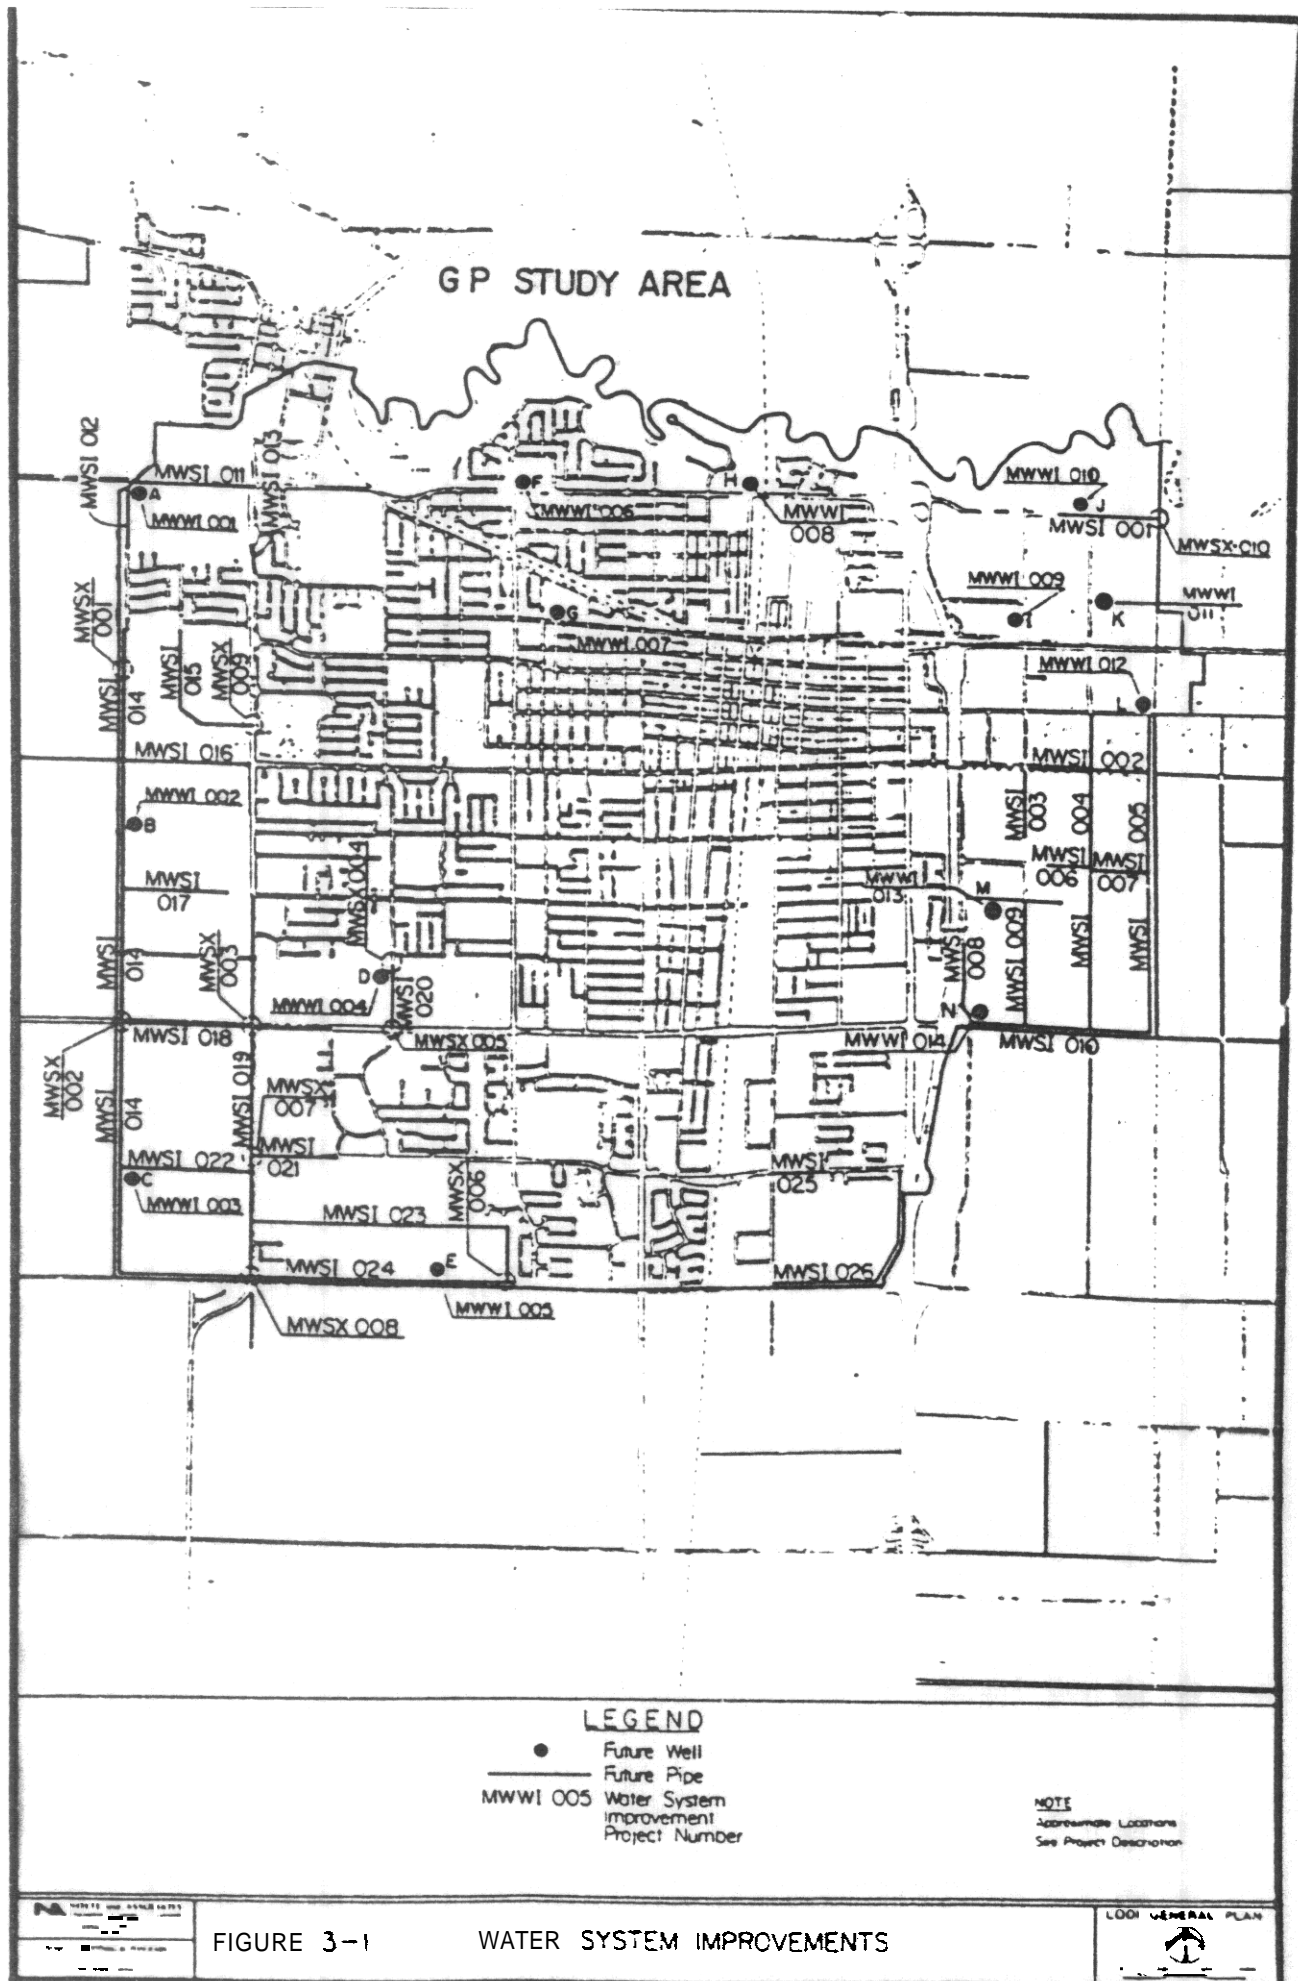 GP STUDY AREA
MWSI 012
MWSI 011
MWSI 013
A
MWWI 001
F
MWWI 006
H
MWWI
008
MWWI 010
J
MWSI 001
MWSX 010
MWSX
001
MWSI
015
MWSX
009
G
MWWI 007
MWWI 009
I
K
MWWI
011
MWWI 012
L
MWSI
014
MWSI 016
MWSI 002
MWWI 002
B
MWSI
003
MWSI
004
MWSI
005
MWSI
017
MWSX 004
MWSI
006
MWSI
007
MWWI
013
M
MWSI
014
MWSX
003
D
MWWI 004
MWSI
020
MWSI
008
MWSI 009
MWSI
MWSI
N
MWSI 018
MWSX 005
MWWI 014
MWSI 010
MWSX
002
MWSI
014
MWSI 019
MWSX
007
MWSI
021
MWSI 022
C
MWWI 003
MWSX
006
MWSI
025
MWSI 023
MWSI 024
E
MWWI 005
MWSI 026
MWSX 008
LEGEND
Future Well
Future Pipe
MWWI 005 Water System
Improvement
Project Number
NOTE
Approximate Locations
See Project Description
FIGURE 3-1 WATER SYSTEM IMPROVEMENTS
LODI GENERAL PLAN